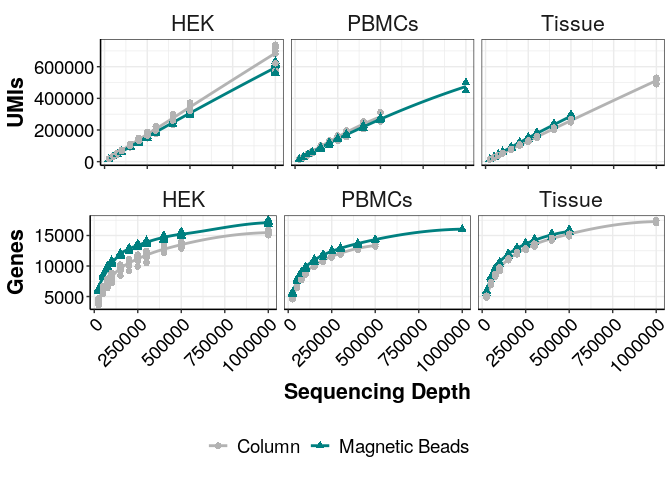 HEK PBMCs Tissue
UMIs
600000
400000
200000
0
HEK PBMCs Tissue
Genes
15000
10000
5000
0 250000 500000 750000 1000000 0 250000 500000 750000 1000000 0 250000 500000 750000 1000000
Sequencing Depth
Column Magnetic Beads